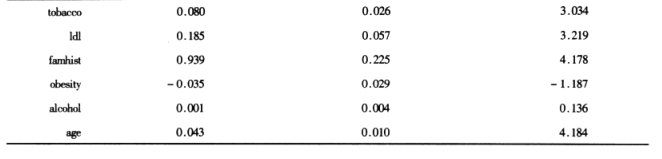 tobacco 0.080 0.026 3.034
ldl 0.185 0.057 3.219
famhist 0.939 0.225 4.178
obesity -0.035 0.029 -1.187
alcohol 0.001 0.004 0.136
age 0.043 0.010 4.184